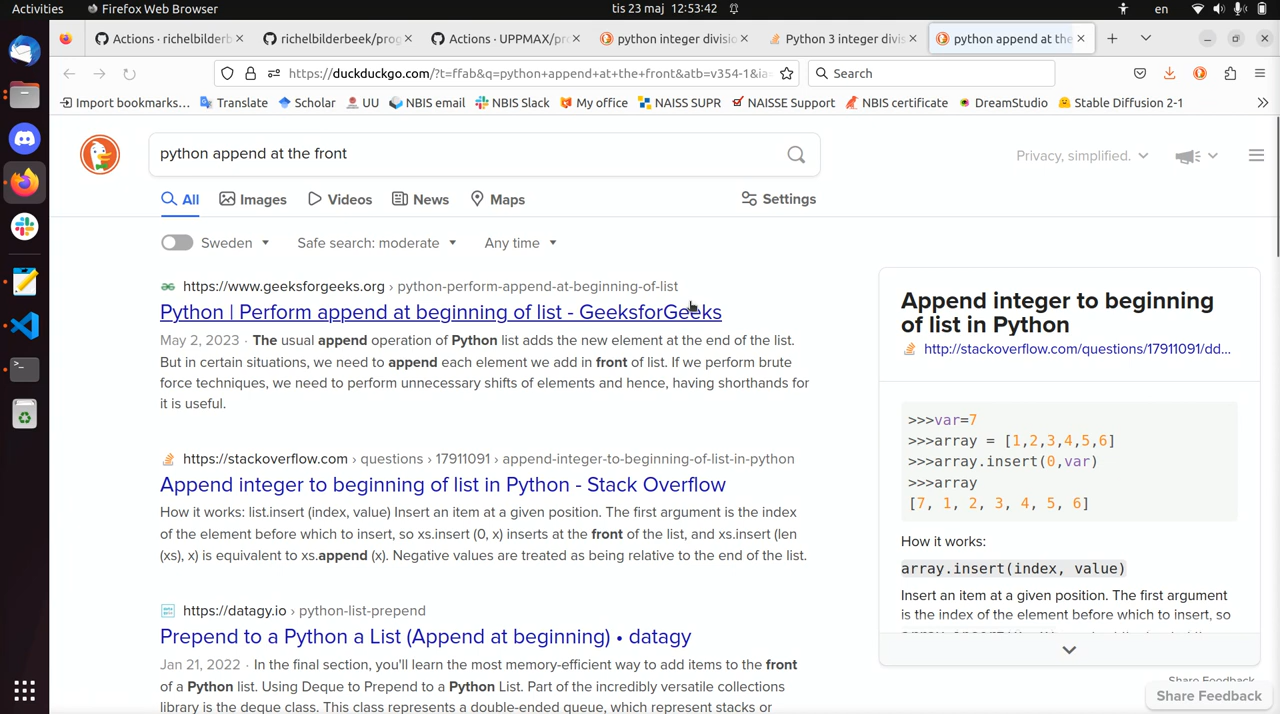 Activities
Firefox Web Browser
tis 23 maj 12:53:42
en
Actions · richelbilderb
richelbilderbeek/prog
Actions · UPPMAX/pr
python integer divisio
Python 3 integer divis
python append at the
https://duckduckgo.com/?t=ffab&q=python+append+at+the+front&atb=v354-1&ia
Search
Import bookmarks...
Translate
Scholar
UU
NBIS email
NBIS Slack
My office
NAISS SUPR
NAISSE Support
NBIS certificate
DreamStudio
Stable Diffusion 2-1
python append at the front
Privacy, simplified.
All
Images
Videos
News
Maps
Settings
Sweden
Safe search: moderate
Any time
https://www.geeksforgeeks.org › python-perform-append-at-beginning-of-list
Python | Perform append at beginning of list - GeeksforGeeks
May 2, 2023 · The usual append operation of Python list adds the new element at the end of the list.
But in certain situations, we need to append each element we add in front of list. If we perform brute
force techniques, we need to perform unnecessary shifts of elements and hence, having shorthands for
it is useful.
https://stackoverflow.com › questions › 17911091 › append-integer-to-beginning-of-list-in-python
Append integer to beginning of list in Python - Stack Overflow
How it works: list.insert (index, value) Insert an item at a given position. The first argument is the index
of the element before which to insert, so xs.insert (0, x) inserts at the front of the list, and xs.insert (len
(xs), x) is equivalent to xs.append (x). Negative values are treated as being relative to the end of the list.
https://datagy.io › python-list-prepend
Prepend to a Python a List (Append at beginning) • datagy
Jan 21, 2022 · In the final section, you'll learn the most memory-efficient way to add items to the front
of a Python list. Using Deque to Prepend to a Python List. Part of the incredibly versatile collections
library is the deque class. This class represents a double-ended queue, which represent stacks or
Append integer to beginning
of list in Python
http://stackoverflow.com/questions/17911091/dd...
>>>var=7
>>>array = [1,2,3,4,5,6]
>>>array.insert(0,var)
>>>array
[7, 1, 2, 3, 4, 5, 6]
How it works:
array.insert(index, value)
Insert an item at a given position. The first argument
is the index of the element before which to insert, so
Share Feedback
Share Feedback